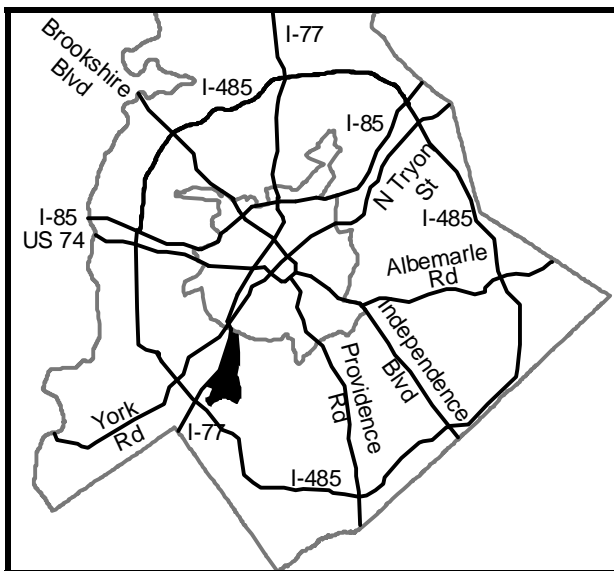 I-77
Brookshire
Blvd
I-485
I-85
N Tryon
St
I-85
US 74
I-485
Albemarle
Rd
Independence
Blvd
Providence
Rd
York
Rd
I-77
I-485